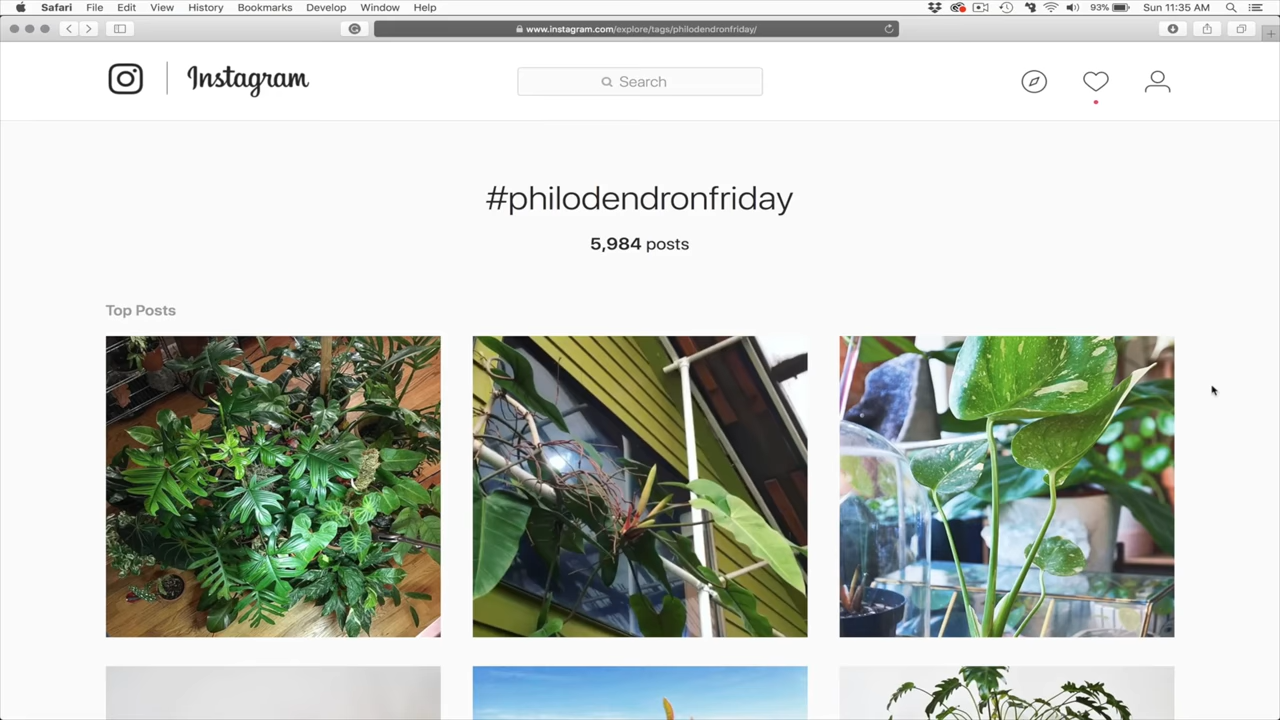 Safari File Edit View History Bookmarks Develop Window Help 93% Sun 11:35 AM
www.instagram.com/explore/tags/philodendronfriday/
Instagram Search
#philodendronfriday
5,984 posts
Top Posts